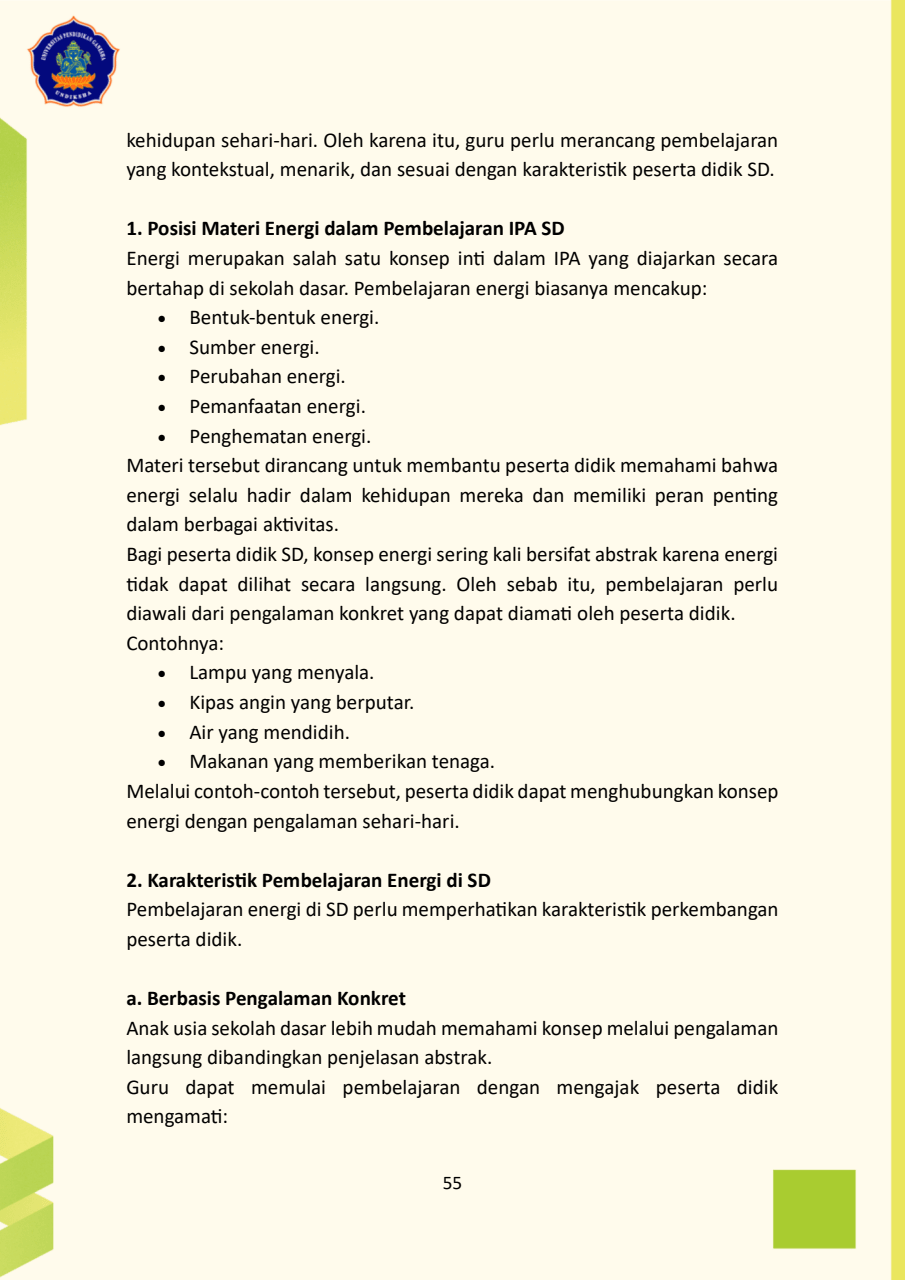 UNIVERSITAS PENDIDIKAN GANESHA
UNDIKSHA
kehidupan sehari-hari. Oleh karena itu, guru perlu merancang pembelajaran
yang kontekstual, menarik, dan sesuai dengan karakteristik peserta didik SD.
1. Posisi Materi Energi dalam Pembelajaran IPA SD
Energi merupakan salah satu konsep inti dalam IPA yang diajarkan secara
bertahap di sekolah dasar. Pembelajaran energi biasanya mencakup:
• Bentuk-bentuk energi.
• Sumber energi.
• Perubahan energi.
• Pemanfaatan energi.
• Penghematan energi.
Materi tersebut dirancang untuk membantu peserta didik memahami bahwa
energi selalu hadir dalam kehidupan mereka dan memiliki peran penting
dalam berbagai aktivitas.
Bagi peserta didik SD, konsep energi sering kali bersifat abstrak karena energi
tidak dapat dilihat secara langsung. Oleh sebab itu, pembelajaran perlu
diawali dari pengalaman konkret yang dapat diamati oleh peserta didik.
Contohnya:
• Lampu yang menyala.
• Kipas angin yang berputar.
• Air yang mendidih.
• Makanan yang memberikan tenaga.
Melalui contoh-contoh tersebut, peserta didik dapat menghubungkan konsep
energi dengan pengalaman sehari-hari.
2. Karakteristik Pembelajaran Energi di SD
Pembelajaran energi di SD perlu memperhatikan karakteristik perkembangan
peserta didik.
a. Berbasis Pengalaman Konkret
Anak usia sekolah dasar lebih mudah memahami konsep melalui pengalaman
langsung dibandingkan penjelasan abstrak.
Guru dapat memulai pembelajaran dengan mengajak peserta didik
mengamati:
55